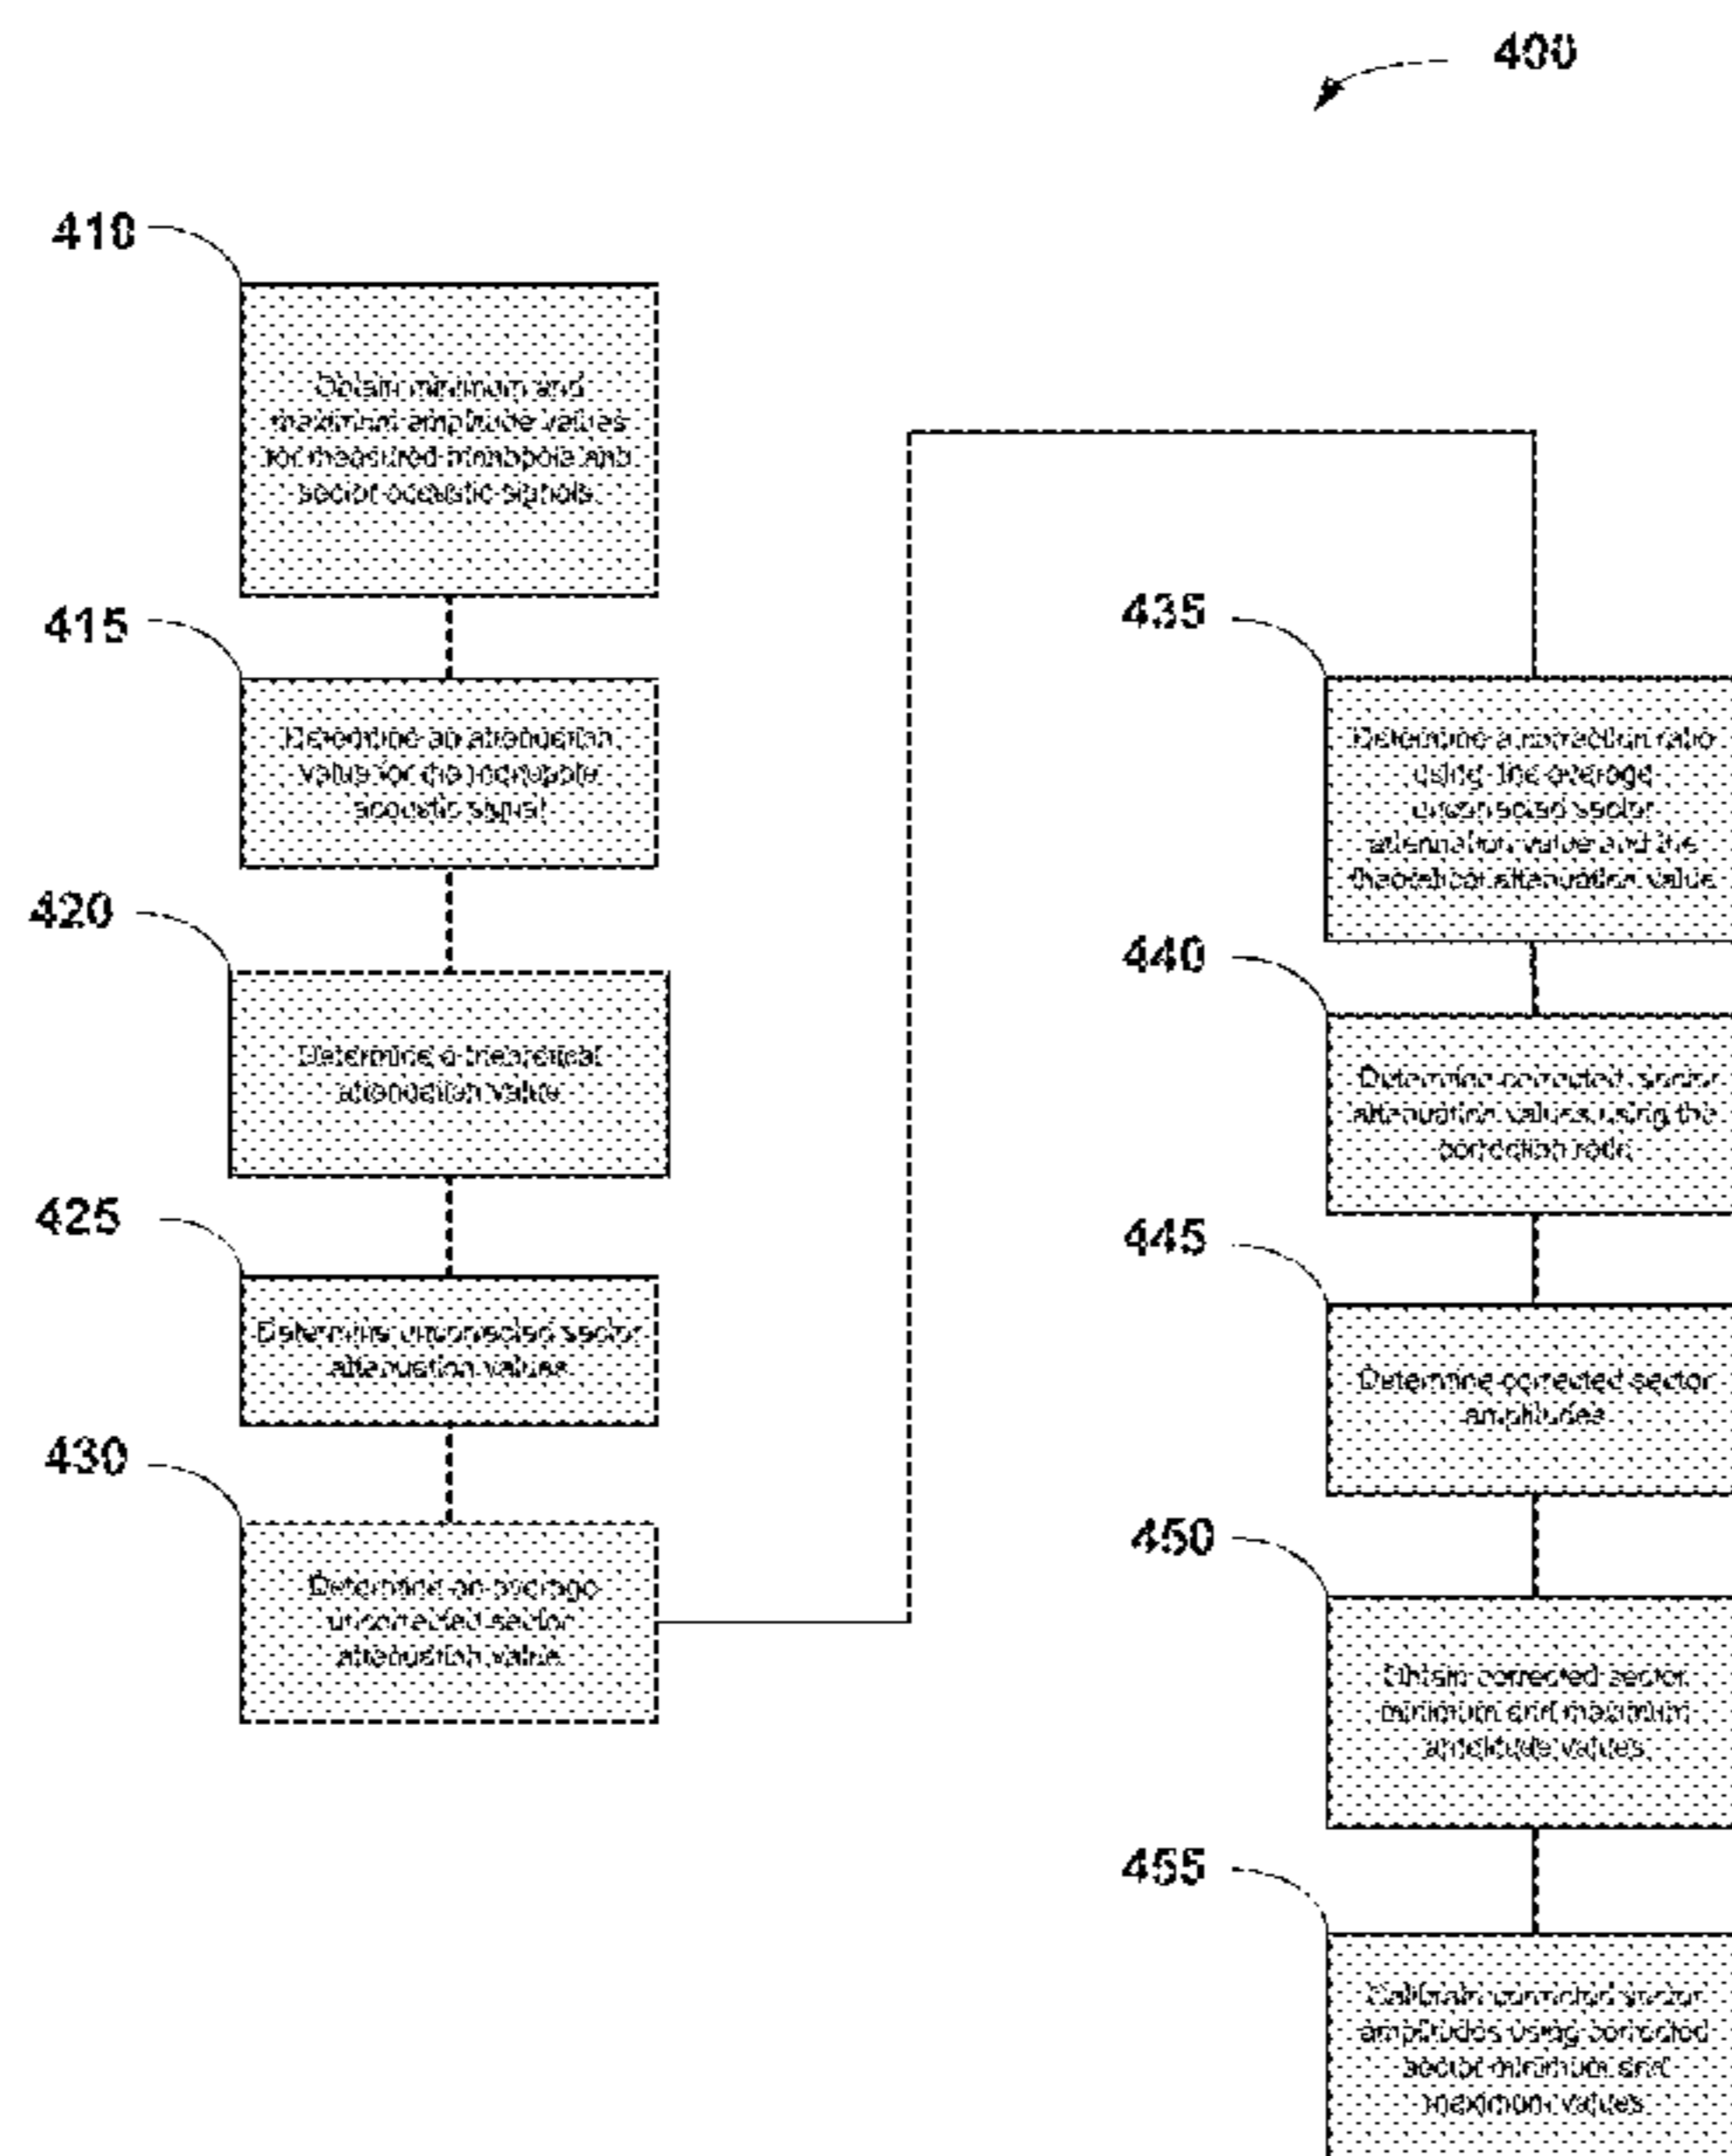 400
410
Obtain minimum and
maximum amplitude values
for measured monopole and
sector acoustic signals
415
Determine an attenuation
value for the monopole
acoustic signal
420
Determine a theoretical
attenuation value
425
Determine uncorrected sector
attenuation values
430
Determine an average
uncorrected sector
attenuation value
435
Determine a correction ratio
using the average
uncorrected sector
attenuation value and the
theoretical attenuation value
440
Determine corrected sector
attenuation values using the
correction ratio
445
Determine corrected sector
amplitudes
450
Obtain corrected sector
minimum and maximum
amplitude values
455
Calibrate corrected sector
amplitudes using corrected
sector minimum and
maximum values